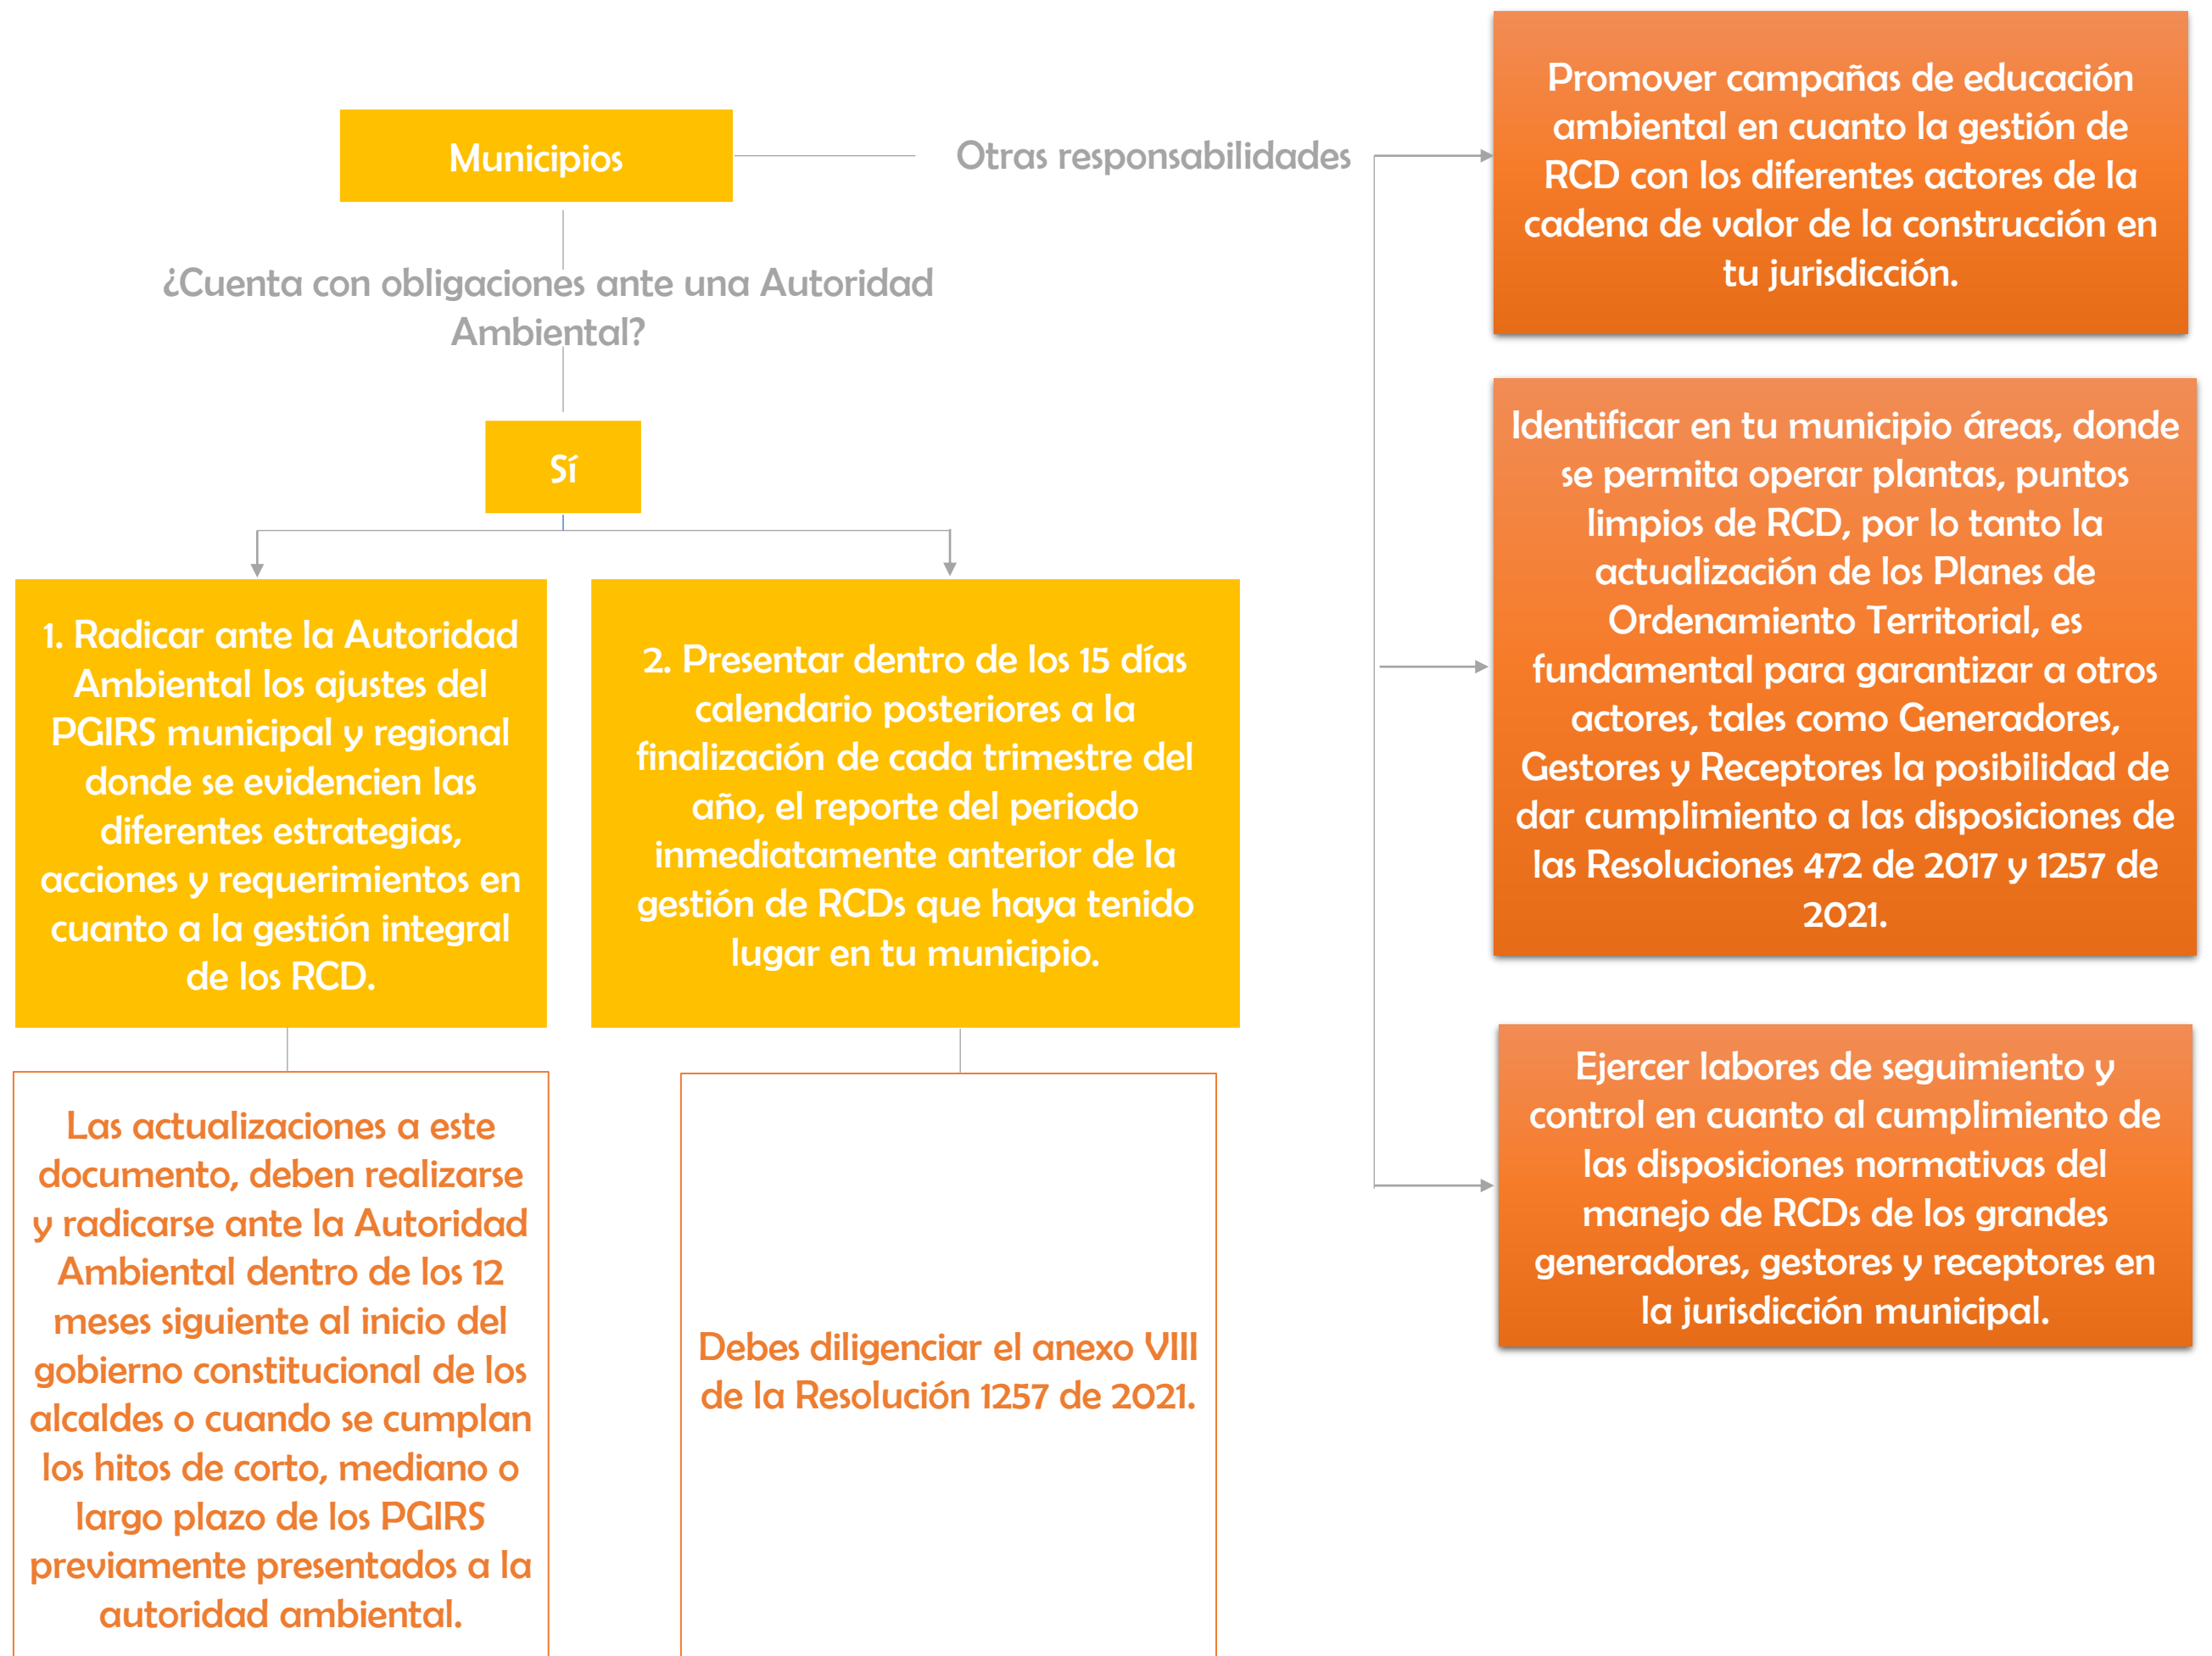 Municipios
Otras responsabilidades
¿Cuenta con obligaciones ante una Autoridad
Ambiental?
Sí
1. Radicar ante la Autoridad
Ambiental los ajustes del
PGIRS municipal y regional
donde se evidencien las
diferentes estrategias,
acciones y requerimientos en
cuanto a la gestión integral
de los RCD.
2. Presentar dentro de los 15 días
calendario posteriores a la
finalización de cada trimestre del
año, el reporte del periodo
inmediatamente anterior de la
gestión de RCDs que haya tenido
lugar en tu municipio.
Las actualizaciones a este
documento, deben realizarse
y radicarse ante la Autoridad
Ambiental dentro de los 12
meses siguiente al inicio del
gobierno constitucional de los
alcaldes o cuando se cumplan
los hitos de corto, mediano o
largo plazo de los PGIRS
previamente presentados a la
autoridad ambiental.
Debes diligenciar el anexo VIII
de la Resolución 1257 de 2021.
Promover campañas de educación
ambiental en cuanto la gestión de
RCD con los diferentes actores de la
cadena de valor de la construcción en
tu jurisdicción.
Identificar en tu municipio áreas, donde
se permita operar plantas, puntos
limpios de RCD, por lo tanto la
actualización de los Planes de
Ordenamiento Territorial, es
fundamental para garantizar a otros
actores, tales como Generadores,
Gestores y Receptores la posibilidad de
dar cumplimiento a las disposiciones de
las Resoluciones 472 de 2017 y 1257 de
2021.
Ejercer labores de seguimiento y
control en cuanto al cumplimiento de
las disposiciones normativas del
manejo de RCDs de los grandes
generadores, gestores y receptores en
la jurisdicción municipal.